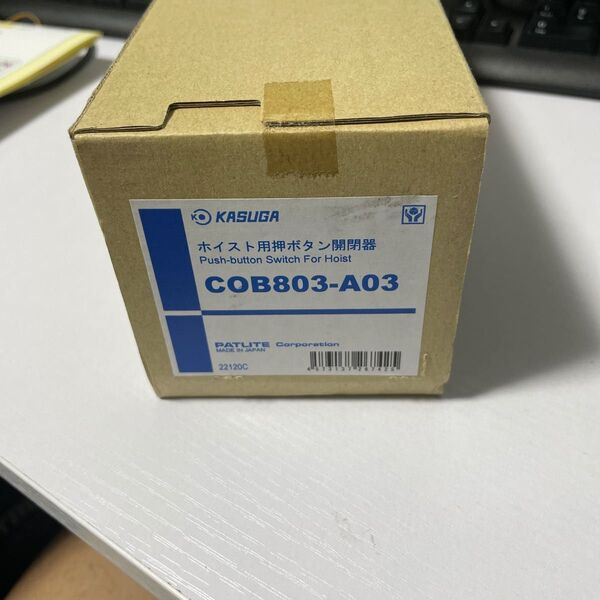 KASUGA
ホイスト用押ボタン開閉器
Push-button Switch For Hoist
COB803-A03
PATLITE Corporation
MADE IN JAPAN
22120C